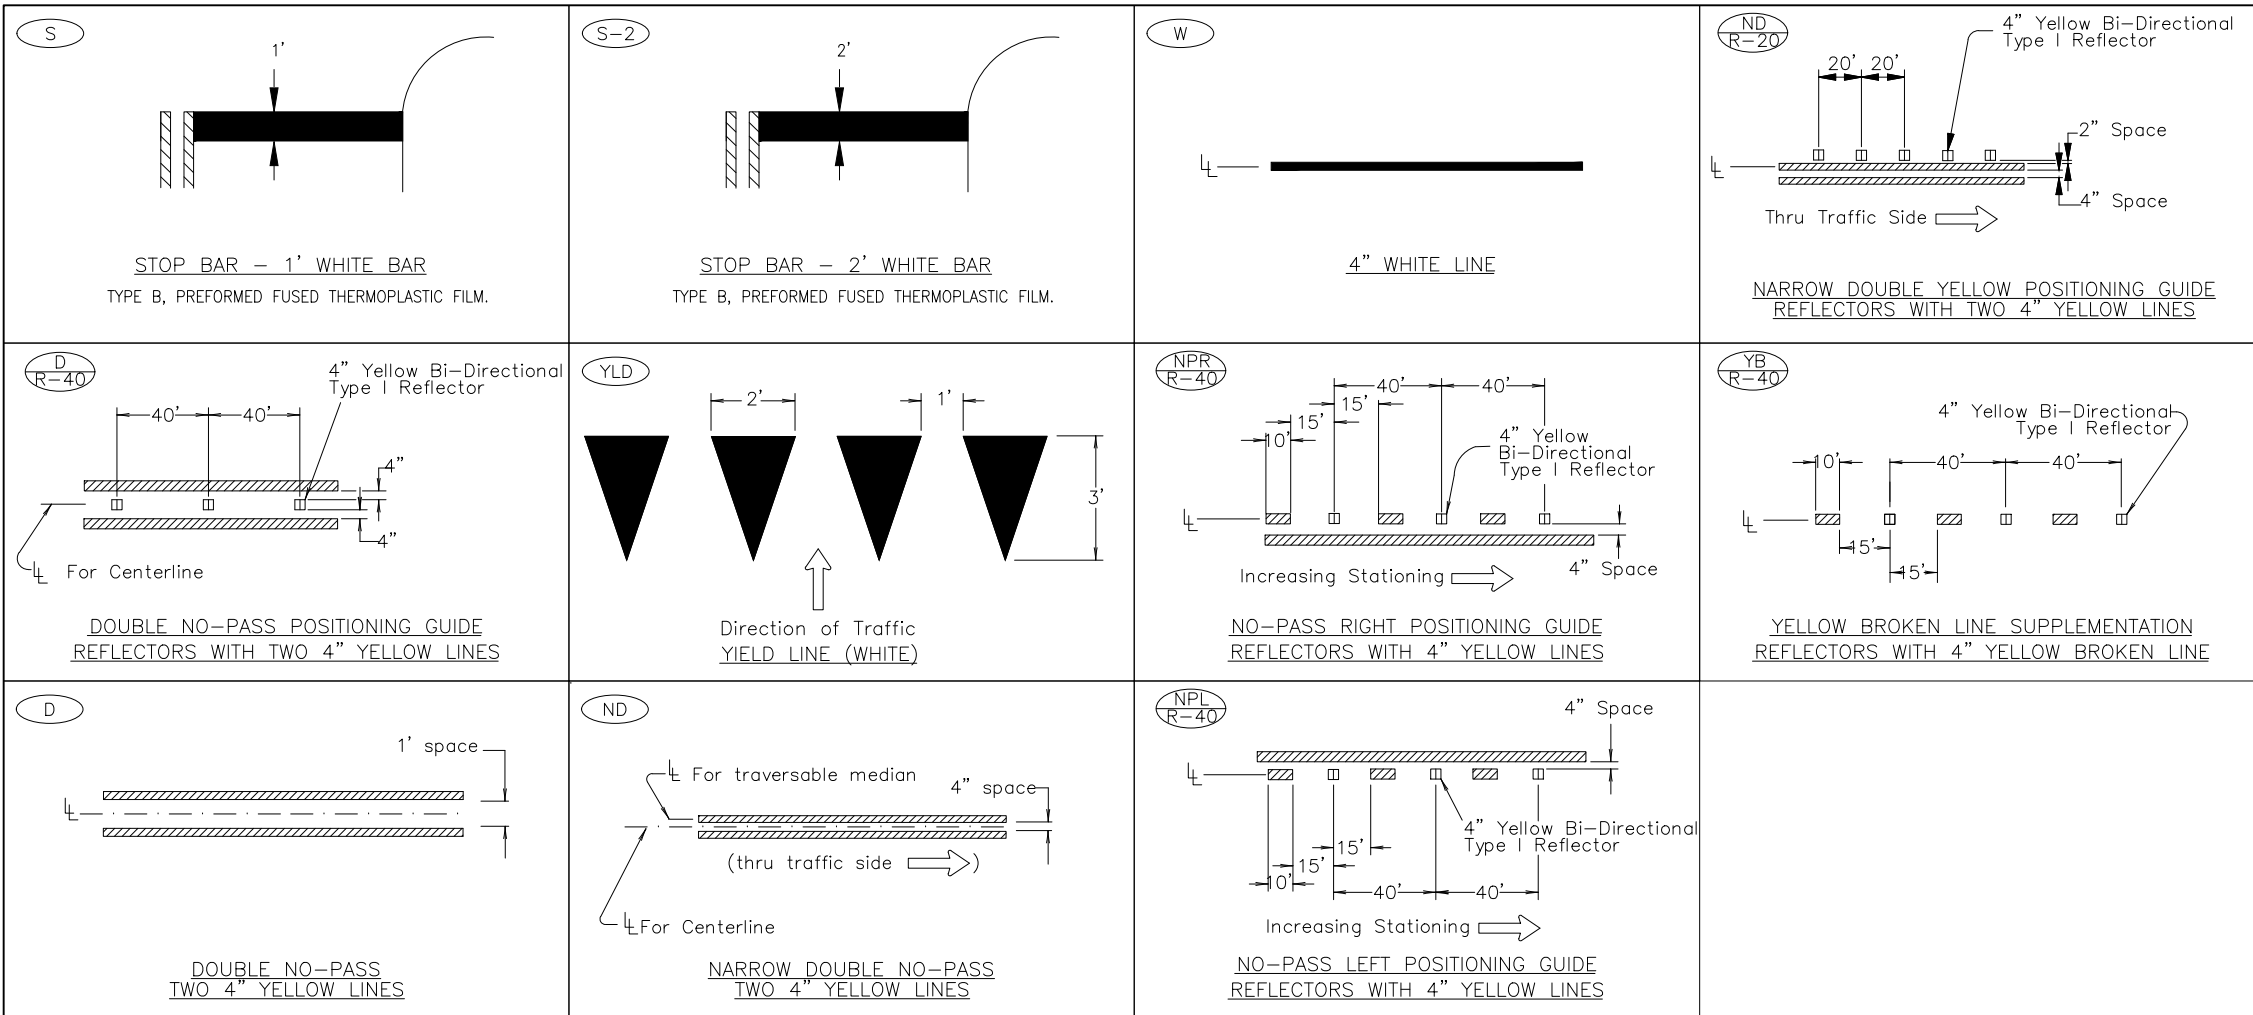 S
1'
STOP BAR – 1' WHITE BAR
TYPE B, PREFORMED FUSED THERMOPLASTIC FILM.
S–2
2'
STOP BAR – 2' WHITE BAR
TYPE B, PREFORMED FUSED THERMOPLASTIC FILM.
W
LL
4" WHITE LINE
ND
R–20
4" Yellow Bi–Directional
Type I Reflector
20' 20'
2" Space
LL
4" Space
Thru Traffic Side
NARROW DOUBLE YELLOW POSITIONING GUIDE
REFLECTORS WITH TWO 4" YELLOW LINES
D
R–40
4" Yellow Bi–Directional
Type I Reflector
40' 40'
4"
4"
LL For Centerline
DOUBLE NO–PASS POSITIONING GUIDE
REFLECTORS WITH TWO 4" YELLOW LINES
YLD
2' 1'
3'
Direction of Traffic
YIELD LINE (WHITE)
NPR
R–40
40' 40'
15'
15'
10'
4" Yellow
Bi–Directional
Type I Reflector
LL
4" Space
Increasing Stationing
NO–PASS RIGHT POSITIONING GUIDE
REFLECTORS WITH 4" YELLOW LINES
YB
R–40
4" Yellow Bi–Directional
Type I Reflector
10' 40' 40'
LL
15'
15'
YELLOW BROKEN LINE SUPPLEMENTATION
REFLECTORS WITH 4" YELLOW BROKEN LINE
D
1' space
LL
DOUBLE NO–PASS
TWO 4" YELLOW LINES
ND
LL For traversable median
4" space
(thru traffic side )
LL For Centerline
NARROW DOUBLE NO–PASS
TWO 4" YELLOW LINES
NPL
R–40
4" Space
LL
4" Yellow Bi–Directional
Type I Reflector
15'
15'
10'
40' 40'
Increasing Stationing
NO–PASS LEFT POSITIONING GUIDE
REFLECTORS WITH 4" YELLOW LINES